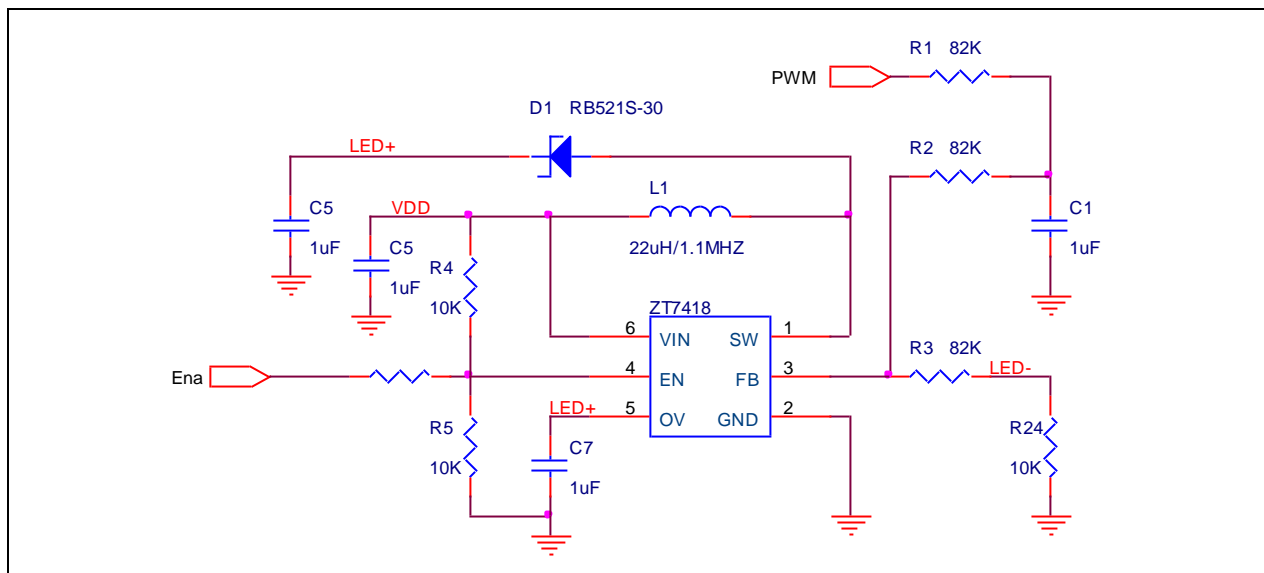 R1 82K
PWM
D1 RB521S-30
LED+
R2 82K
L1
C5
VDD
C1
1uF
C5
22uH/1.1MHZ
1uF
R4
1uF
10K
ZT7418
6 VIN SW 1
R3 82K
Ena
4 EN FB 3
LED-
LED+
5 OV GND 2
R5
R24
C7
10K
10K
1uF